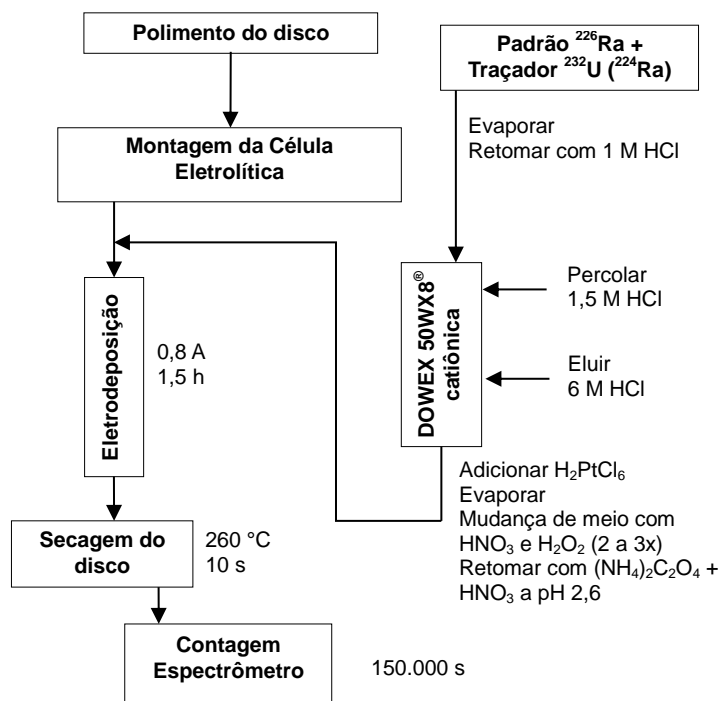 Polimento do disco
Padrão ²²⁶Ra +
Traçador ²³²U (²²⁴Ra)
Evaporar
Retomar com 1 M HCl
Montagem da Célula
Eletrolítica
Eletrodeposição
0,8 A
1,5 h
DOWEX 50WX8®
catiônica
Percolar
1,5 M HCl
Eluir
6 M HCl
Adicionar H₂PtCl₆
Evaporar
Mudança de meio com
HNO₃ e H₂O₂ (2 a 3x)
Retomar com (NH₄)₂C₂O₄ +
HNO₃ a pH 2,6
Secagem do
disco
260 °C
10 s
Contagem
Espectrômetro
150.000 s